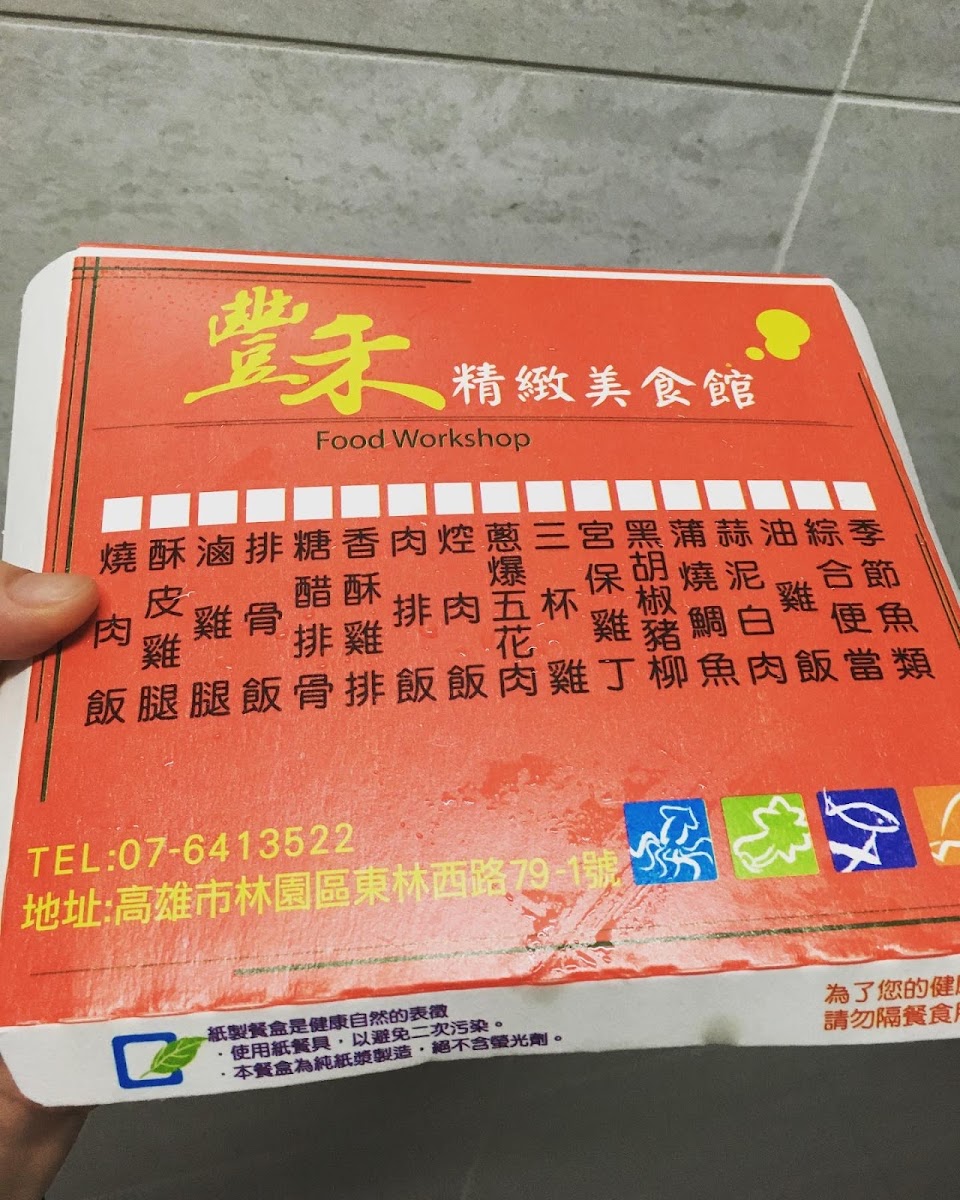 豐禾精緻美食館
Food Workshop
燒肉飯
酥皮雞腿
滷雞腿
排骨飯
糖醋排骨
香酥雞排
肉排飯
焢肉飯
蔥爆五花肉
三杯雞
宮保雞丁
黑胡椒豬柳
蒲燒鯛魚
蒜泥白肉
油雞飯
綜合便當
季節魚類
TEL:07-6413522
地址:高雄市林園區東林西路79-1號
紙製餐盒是健康自然的表徵
·使用紙餐具，以避免二次污染。
·本餐盒為純紙漿製造，絕不含螢光劑。
為了您的健
請勿隔餐食